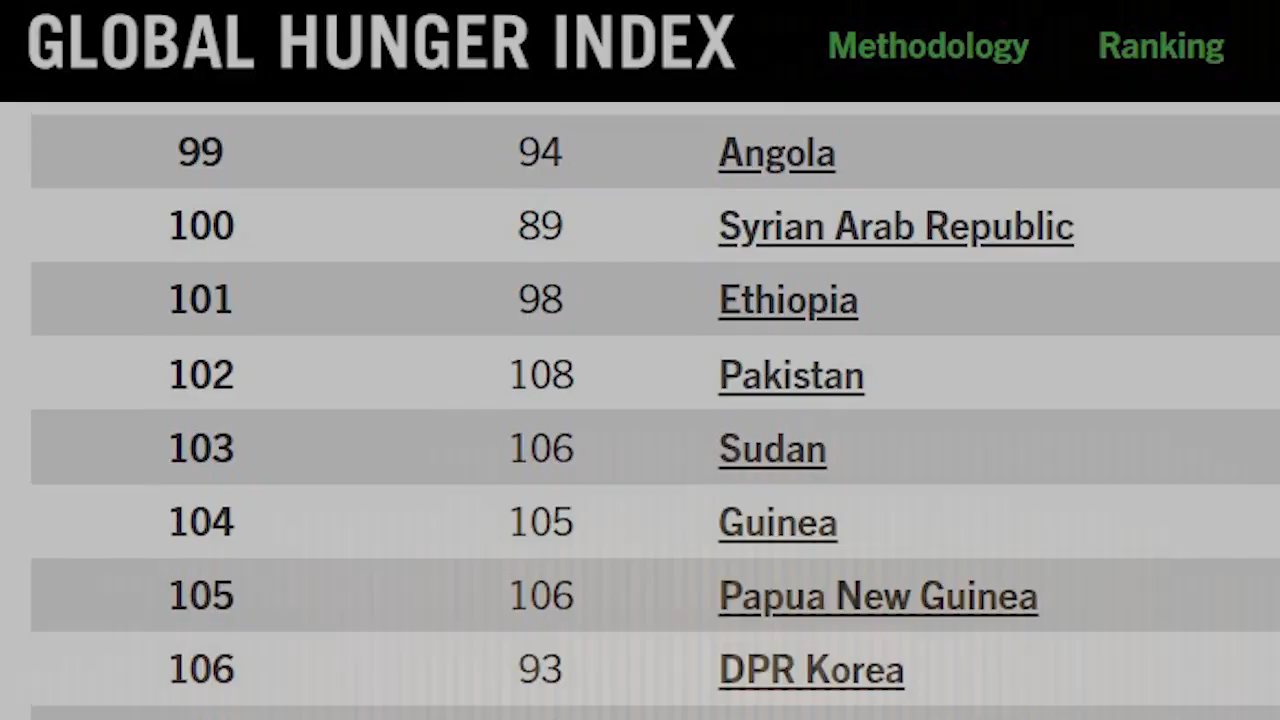 GLOBAL HUNGER INDEX Methodology Ranking
99 94 Angola
100 89 Syrian Arab Republic
101 98 Ethiopia
102 108 Pakistan
103 106 Sudan
104 105 Guinea
105 106 Papua New Guinea
106 93 DPR Korea